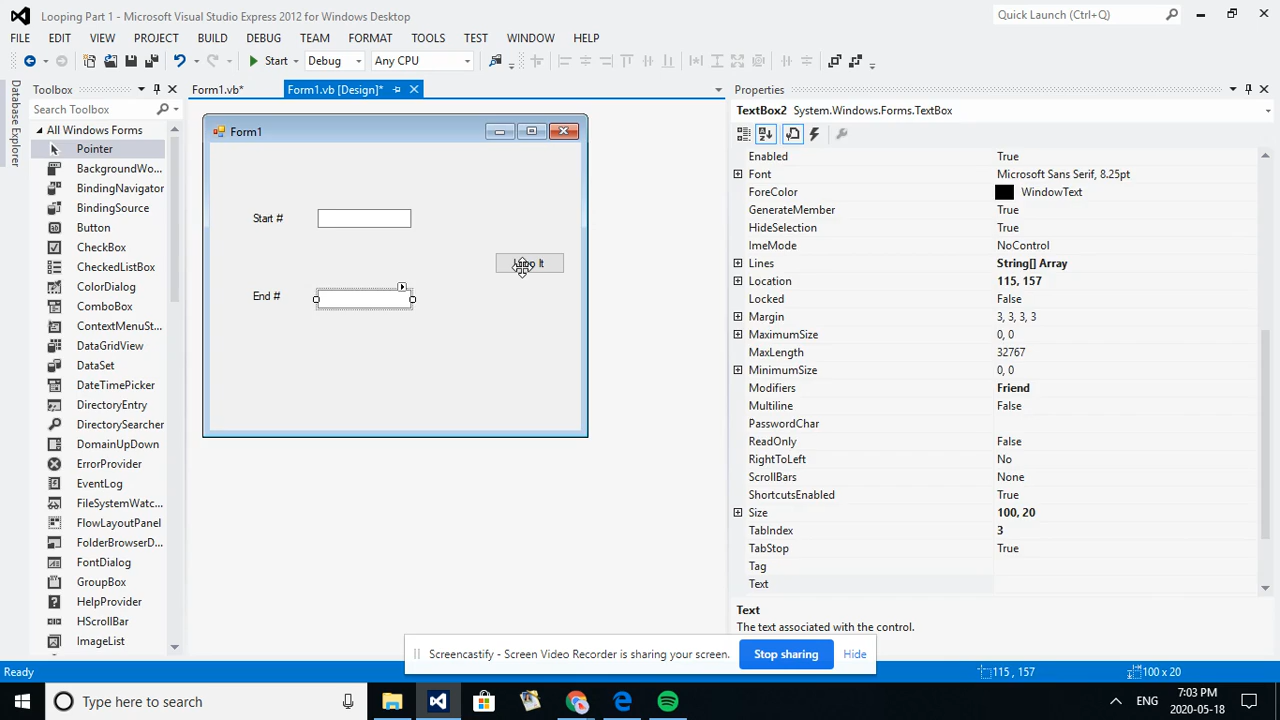 Looping Part 1 - Microsoft Visual Studio Express 2012 for Windows Desktop
Quick Launch (Ctrl+Q)
FILE EDIT VIEW PROJECT BUILD DEBUG TEAM FORMAT TOOLS TEST WINDOW HELP
Start Debug Any CPU
Database Explorer
Toolbox
Search Toolbox
All Windows Forms
Pointer
BackgroundWo...
BindingNavigator
BindingSource
Button
CheckBox
CheckedListBox
ColorDialog
ComboBox
ContextMenuSt...
DataGridView
DataSet
DateTimePicker
DirectoryEntry
DirectorySearcher
DomainUpDown
ErrorProvider
EventLog
FileSystemWatc...
FlowLayoutPanel
FolderBrowserD...
FontDialog
GroupBox
HelpProvider
HScrollBar
ImageList
Form1.vb* Form1.vb [Design]*
Form1
Start #
It
End #
Properties
TextBox2 System.Windows.Forms.TextBox
Enabled True
Font Microsoft Sans Serif, 8.25pt
ForeColor WindowText
GenerateMember True
HideSelection True
ImeMode NoControl
Lines String[] Array
Location 115, 157
Locked False
Margin 3, 3, 3, 3
MaximumSize 0, 0
MaxLength 32767
MinimumSize 0, 0
Modifiers Friend
Multiline False
PasswordChar
ReadOnly False
RightToLeft No
ScrollBars None
ShortcutsEnabled True
Size 100, 20
TabIndex 3
TabStop True
Tag
Text
Text
The text associated with the control.
Screencastify - Screen Video Recorder is sharing your screen. Stop sharing Hide
Ready 115 , 157 100 x 20
Type here to search
ENG
7:03 PM
2020-05-18